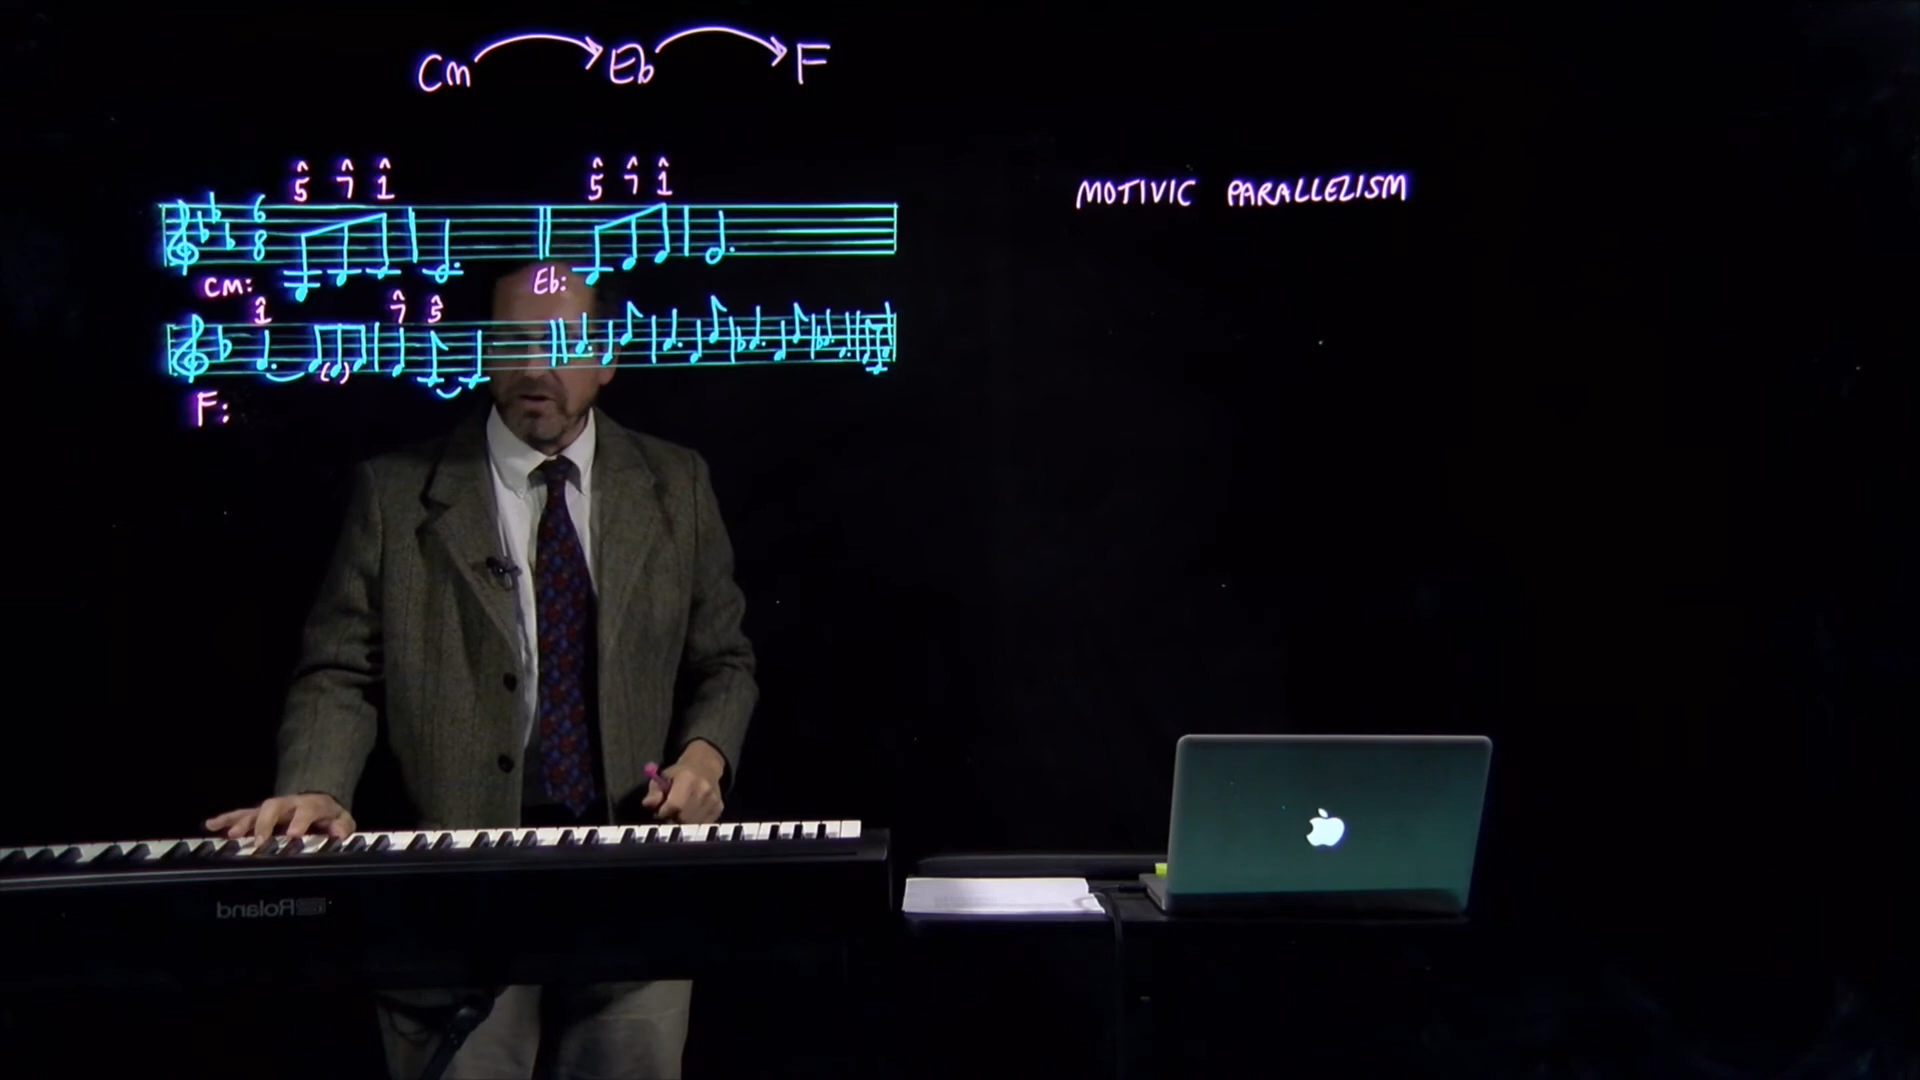 Cm Eb F
5̂ 7̂ 1̂ 5̂ 7̂ 1̂
MOTIVIC PARALLELISM
6
8
Cm: Eb:
1̂ 7̂ 5̂
F:
Roland